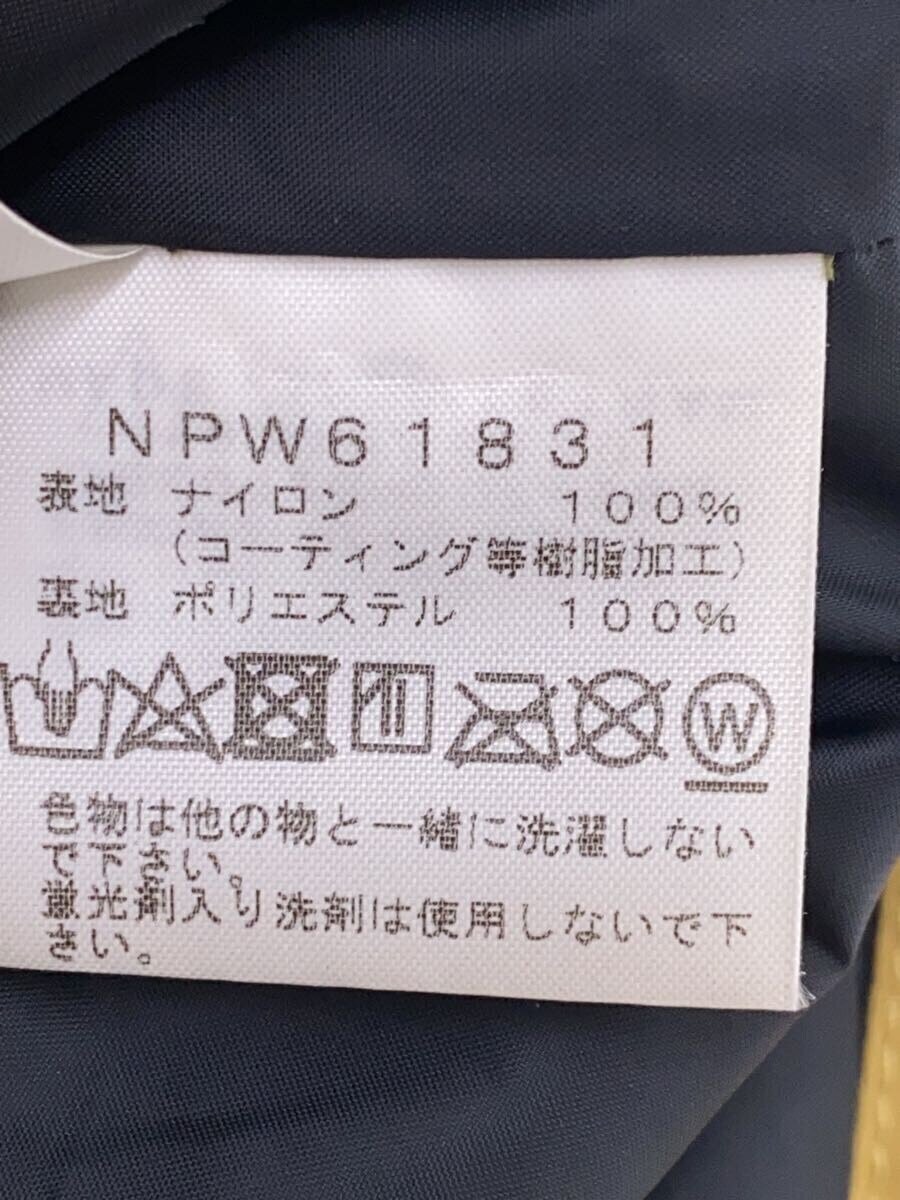 NPW61831
表地 ナイロン 100%
(コーティング等樹脂加工)
裏地 ポリエステル 100%
W
色物は他の物と一緒に洗濯しない
で下さい。
蛍光剤入り洗剤は使用しないで下
さい。